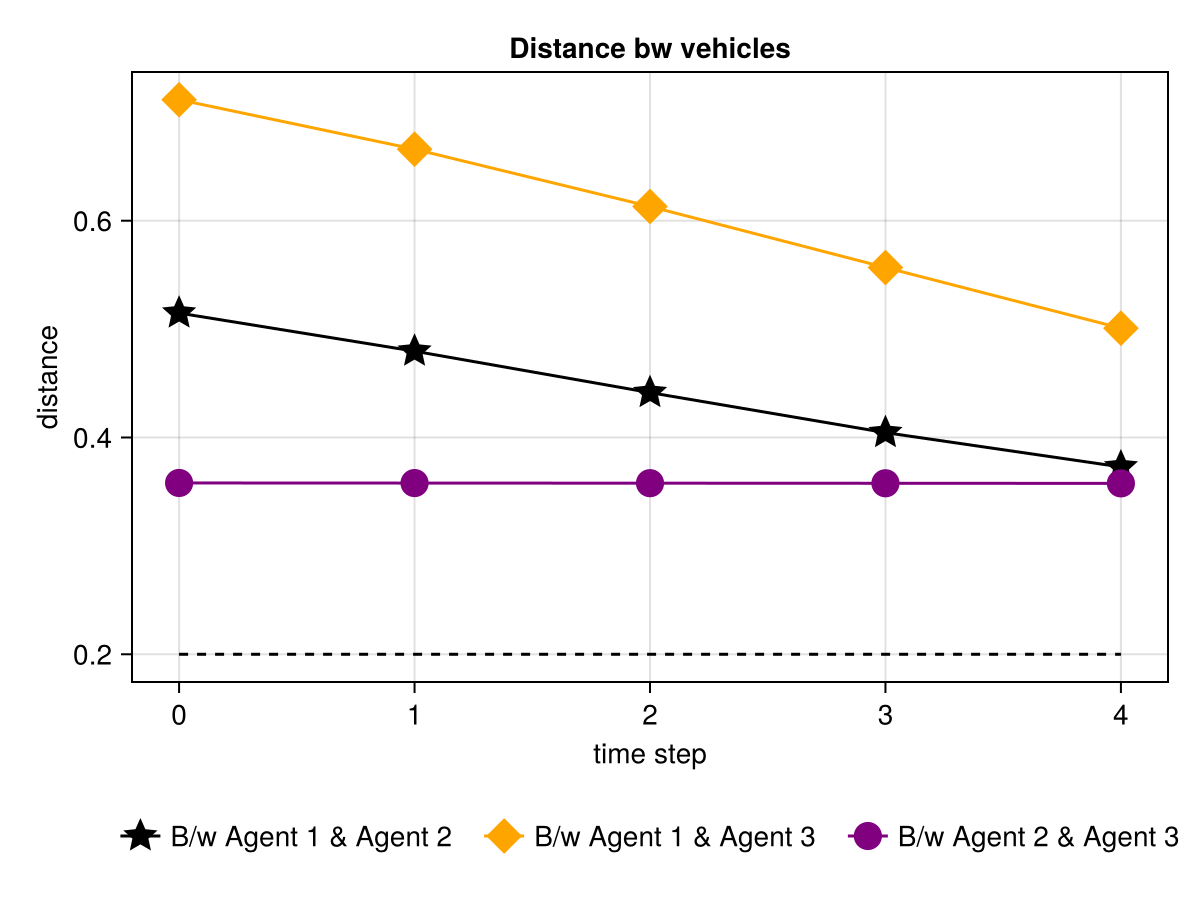 Distance bw vehicles
distance
0.6
0.4
0.2
0 1 2 3 4
time step
B/w Agent 1 & Agent 2 B/w Agent 1 & Agent 3 B/w Agent 2 & Agent 3